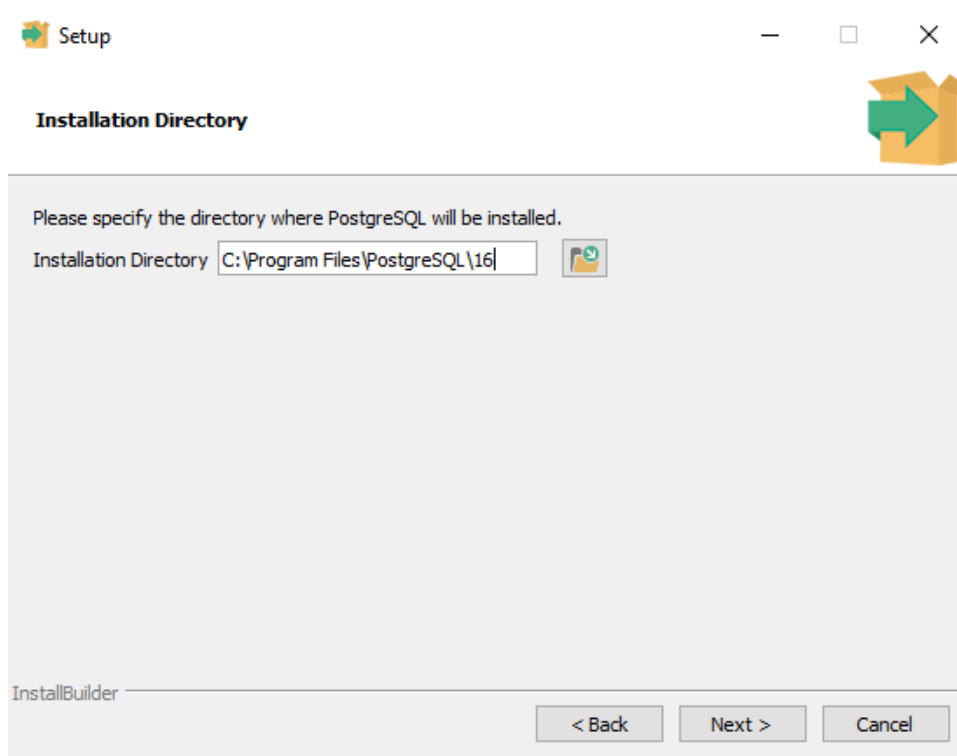 Setup
Installation Directory
Please specify the directory where PostgreSQL will be installed.
Installation Directory C:\Program Files\PostgreSQL\16
InstallBuilder
< Back Next > Cancel